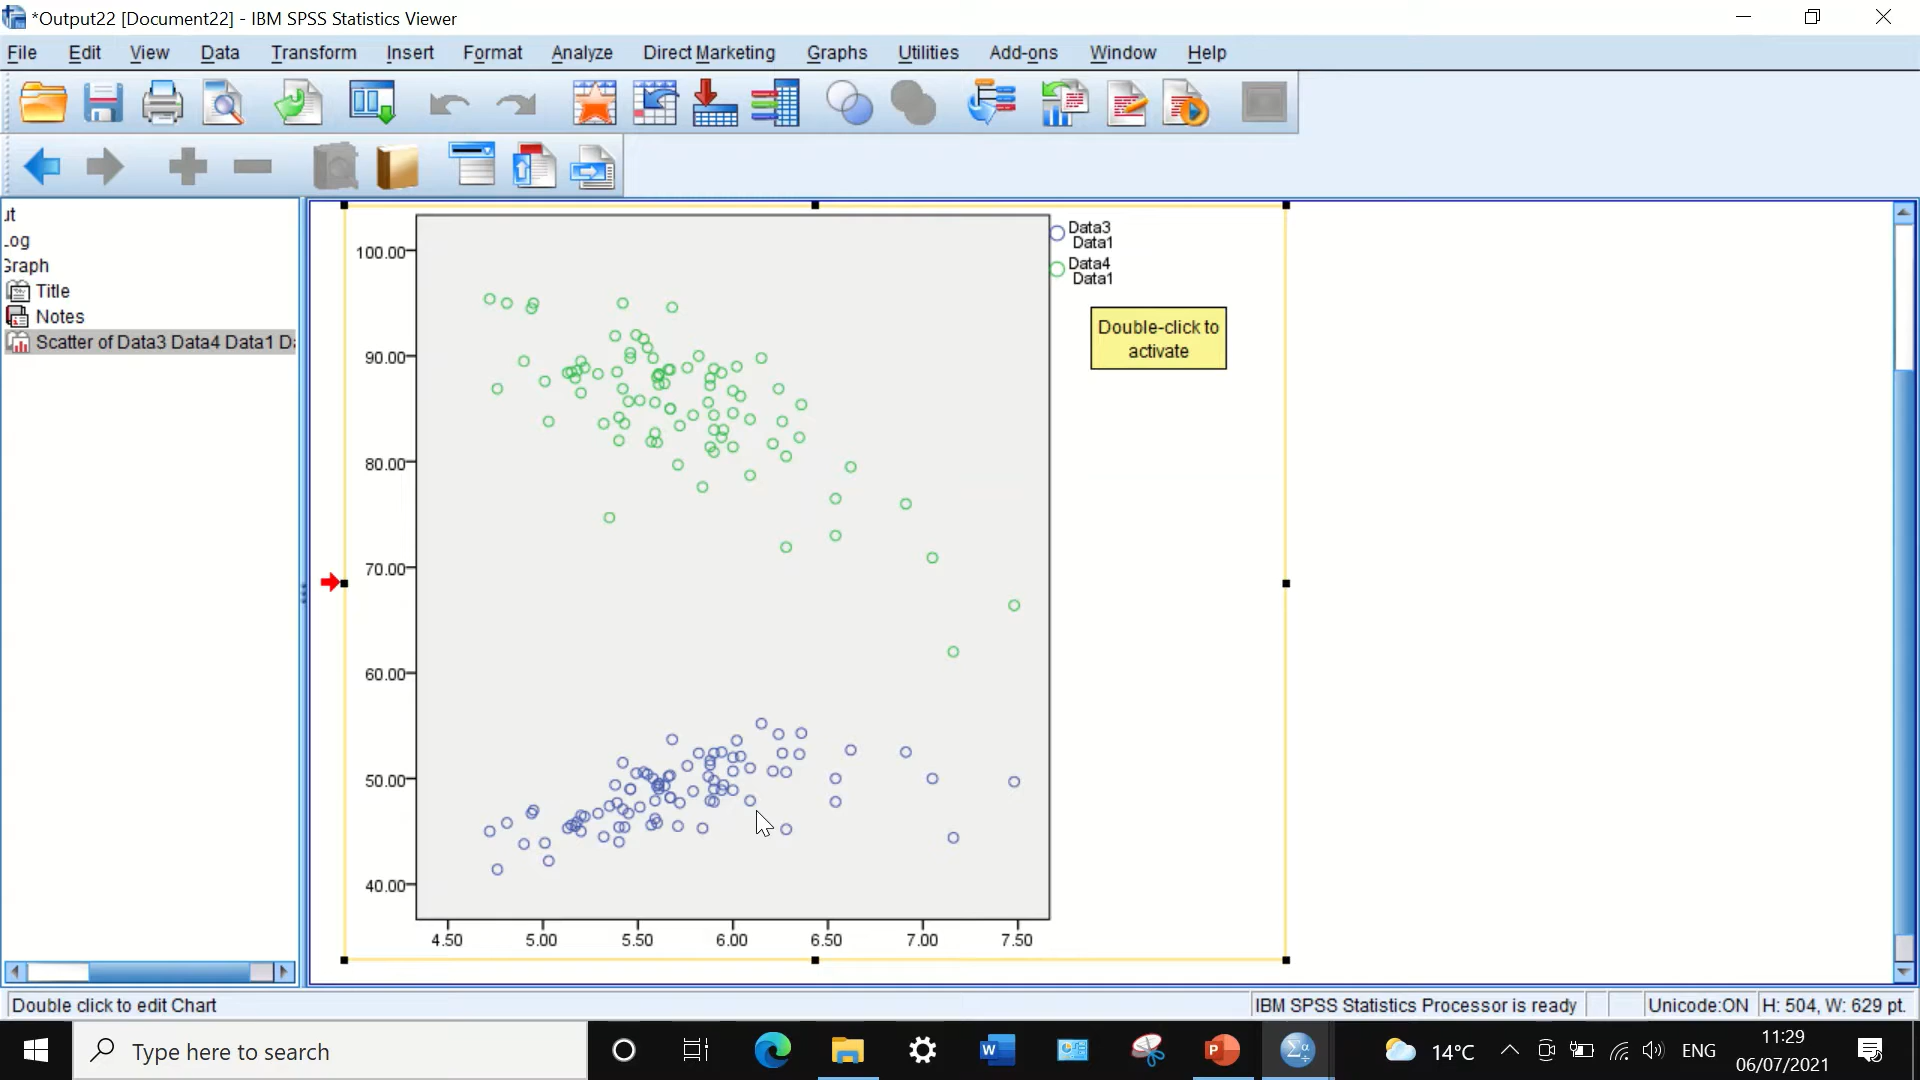 *Output22 [Document22] - IBM SPSS Statistics Viewer
File Edit View Data Transform Insert Format Analyze Direct Marketing Graphs Utilities Add-ons Window Help
ut
Log
Graph
Title
Notes
Scatter of Data3 Data4 Data1 Da
100.00
90.00
80.00
70.00
60.00
50.00
40.00
4.50 5.00 5.50 6.00 6.50 7.00 7.50
Data3
Data1
Data4
Data1
Double-click to
activate
Double click to edit Chart
IBM SPSS Statistics Processor is ready
Unicode:ON
H: 504, W: 629 pt.
Type here to search
14°C
ENG
11:29
06/07/2021